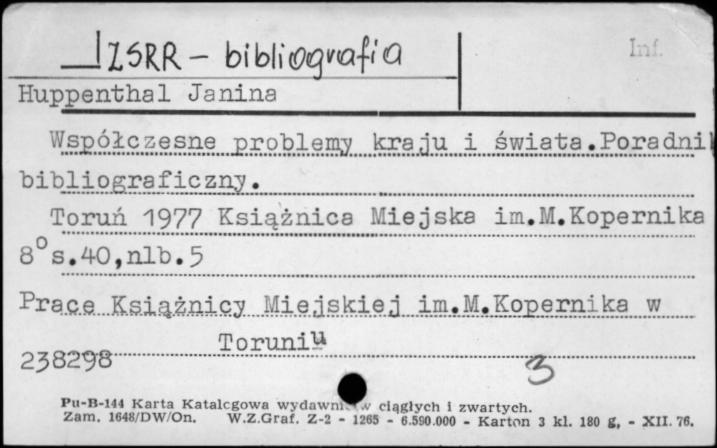 ZSRR – bibliografia
Inf.
Huppenthal Janina
Współczesne problemy kraju i świata.Poradnik
bibliograficzny.
Toruń 1977 Książnica Miejska im.M.Kopernika
8° s.40,nlb.5
Prace Książnicy Miejskiej im.M.Kopernika w
Toruniu
238298
3
Pu-B-144 Karta Katalogowa wydawnictw ciągłych i zwartych.
Zam. 1648/DW/On. W.Z.Graf. Z-2 - 1265 - 6.590.000 - Karton 3 kl. 180 g, - XII. 76.